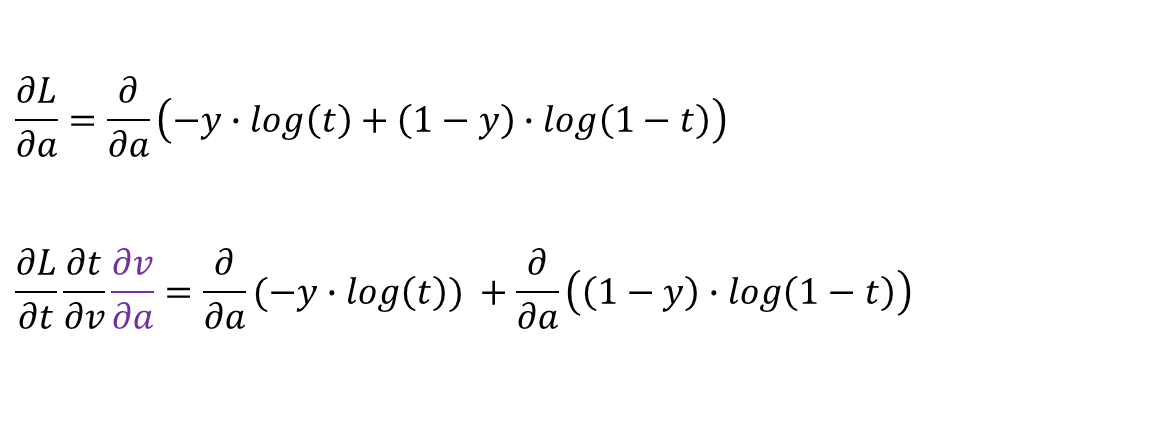 ∂L/∂a = ∂/∂a (−y · log(t) + (1 − y) · log(1 − t))
∂L/∂t ∂t/∂v ∂v/∂a = ∂/∂a (−y · log(t)) + ∂/∂a ((1 − y) · log(1 − t))